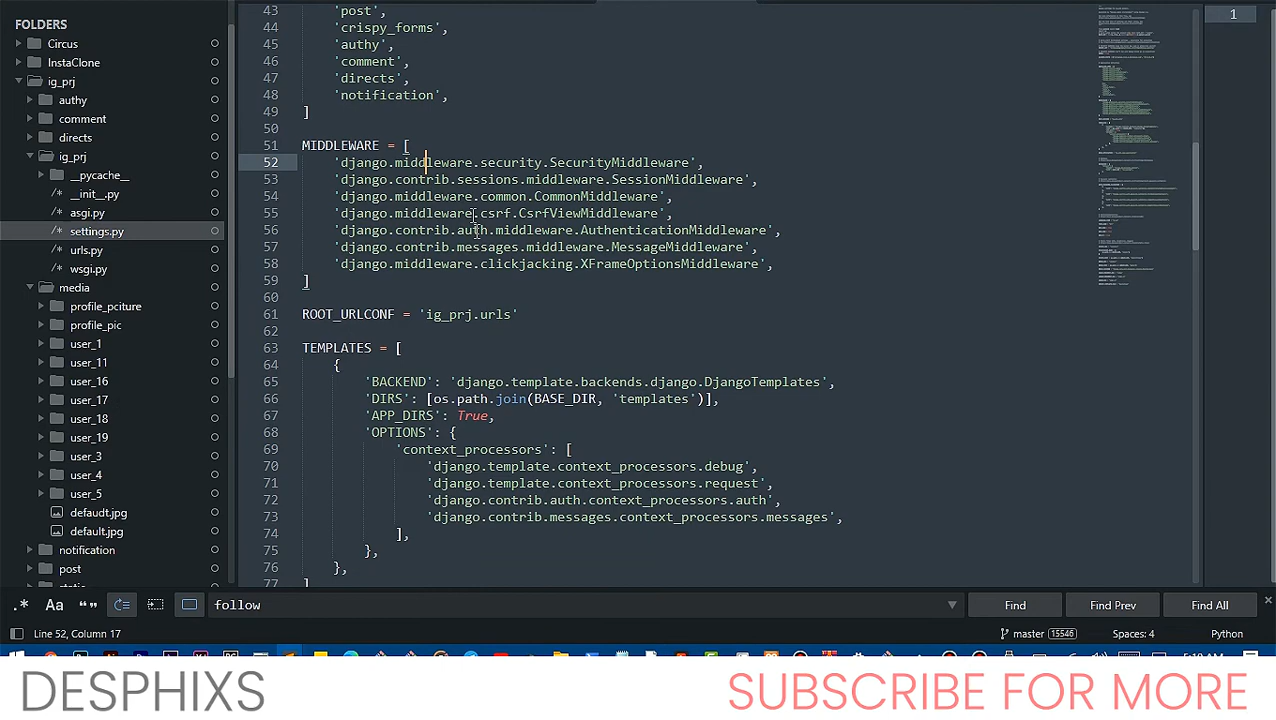 FOLDERS
Circus
InstaClone
ig_prj
authy
comment
directs
ig_prj
__pycache__
/* __init__.py
/* asgi.py
/* settings.py
/* urls.py
/* wsgi.py
media
profile_pciture
profile_pic
user_1
user_11
user_16
user_17
user_18
user_19
user_3
user_4
user_5
defaudt.jpg
default.jpg
notification
post
43 'post',
44 'crispy_
45 'authy',
46 'comment',
47 'directs',
48 'notification',
49 ]
50
51 MIDDLEWARE = [
52 'django.middleware.security.SecurityMiddleware',
53 'django.contrib.sessions.middleware.SessionMiddleware',
54 'django.middleware.common.CommonMiddleware',
55 'django.middleware.csrf.CsrfViewMiddleware',
56 'django.contrib.auth.middleware.AuthenticationMiddleware',
57 'django.contrib.messages.middleware.MessageMiddleware',
58 'django.middleware.clickjacking.XFrameOptionsMiddleware',
59 ]
60
61 ROOT_URLCONF = 'ig_prj.urls'
62
63 TEMPLATES = [
64 {
65 'BACKEND': 'django.template.backends.django.DjangoTemplates',
66 'DIRS': [os.path.join(BASE_DIR, 'templates')],
67 'APP_DIRS': True,
68 'OPTIONS': {
69 'context_processors': [
70 'django.template.context_processors.debug',
71 'django.template.context_processors.request',
72 'django.contrib.auth.context_processors.auth',
73 'django.contrib.messages.context_processors.messages',
74 ],
75 },
76 },
77 ]
1
.* Aa “” follow Find Find Prev Find All
Line 52, Column 17 master 15546 Spaces: 4 Python
DESPHIXS
SUBSCRIBE FOR MORE